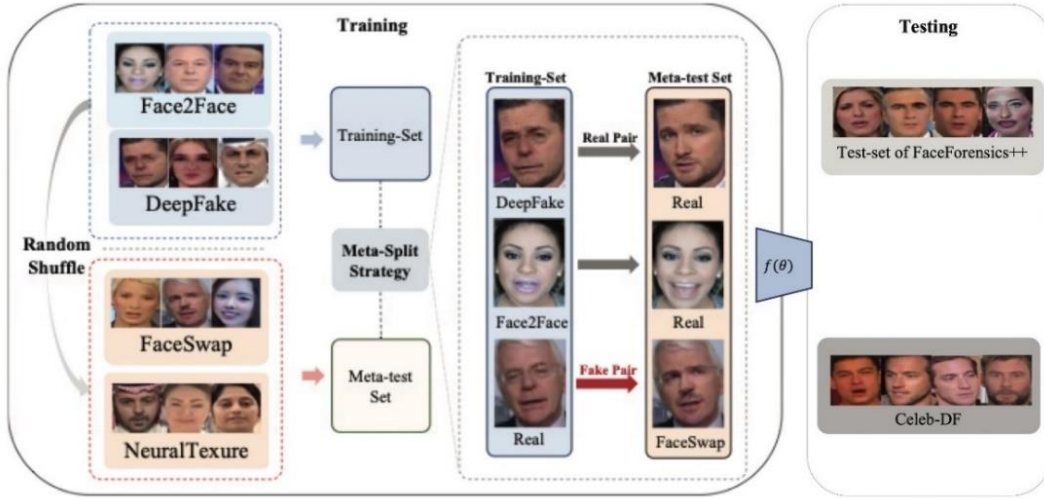 Training
Face2Face
DeepFake
Random
Shuffle
FaceSwap
NeuralTexure
Training-Set
Meta-Split
Strategy
Meta-test
Set
Training-Set
Meta-test Set
Real Pair
DeepFake
Real
Face2Face
Real
Fake Pair
Real
FaceSwap
f(θ)
Testing
Test-set of FaceForensics++
Celeb-DF